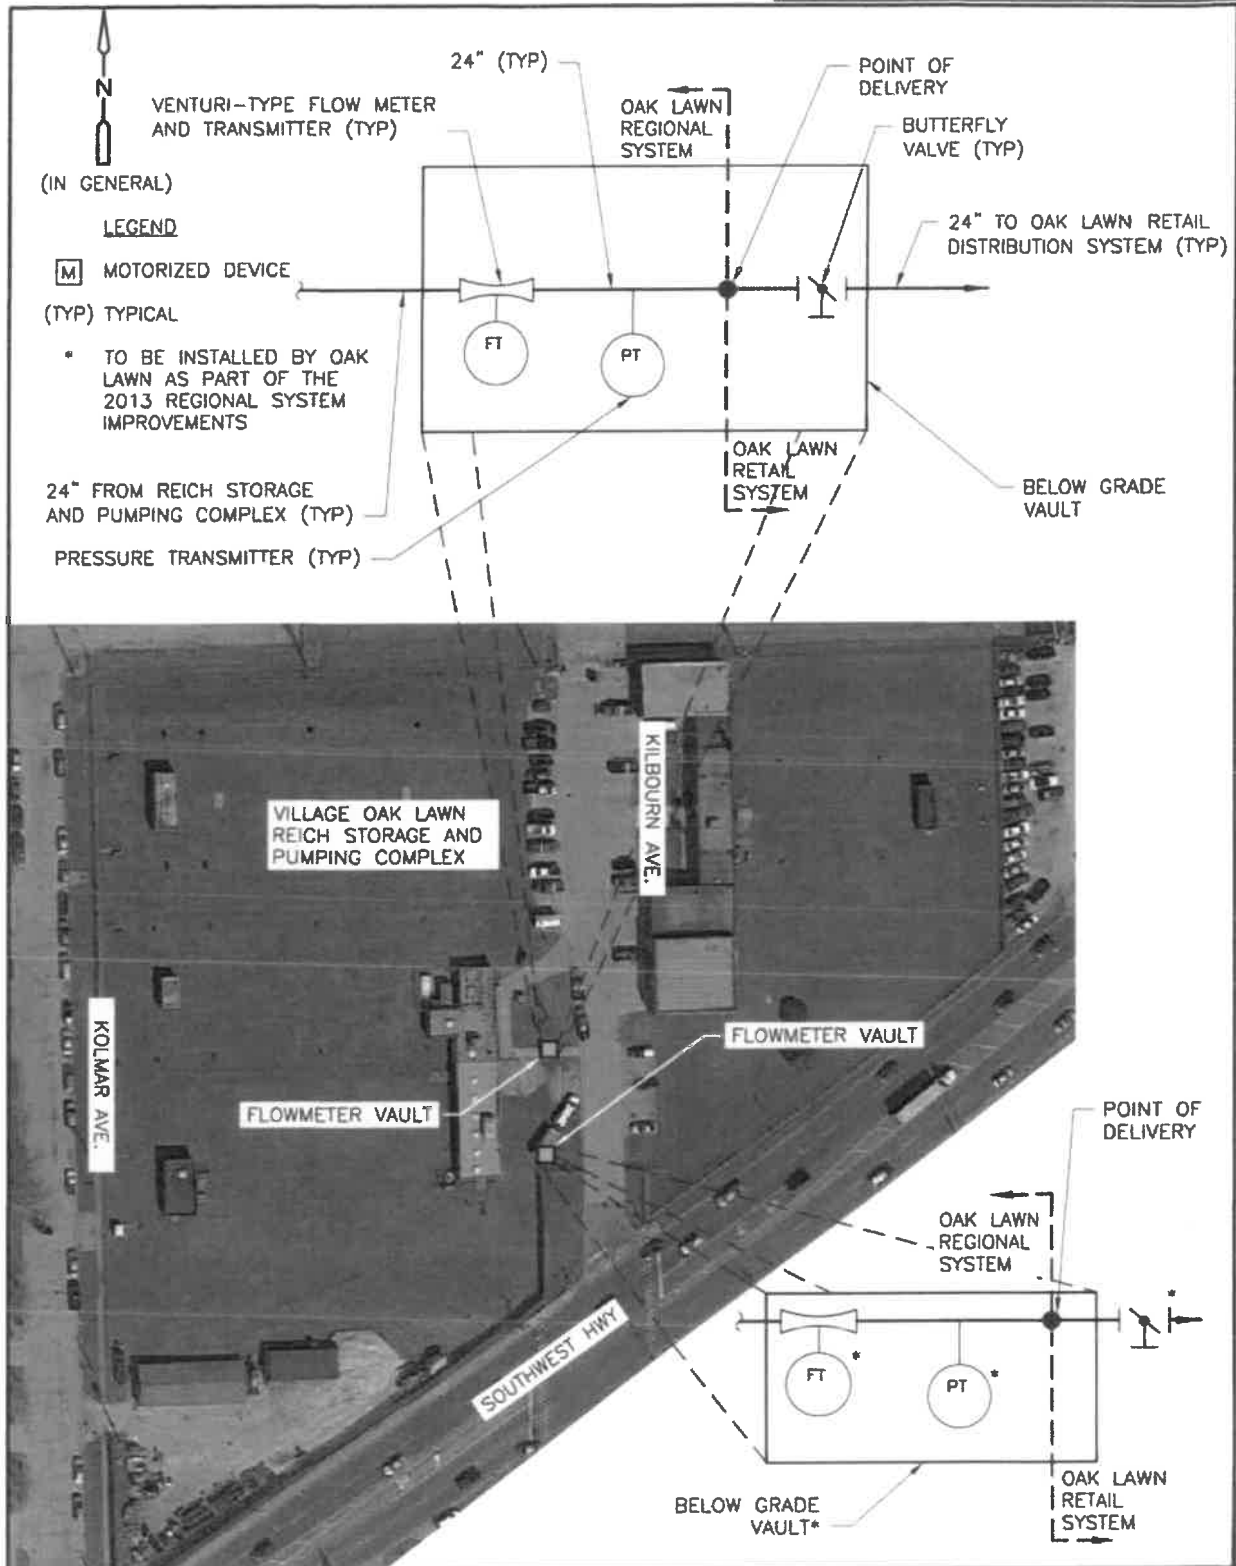 24" (TYP)
POINT OF
DELIVERY
N
VENTURI-TYPE FLOW METER
AND TRANSMITTER (TYP)
OAK LAWN
REGIONAL
SYSTEM
BUTTERFLY
VALVE (TYP)
(IN GENERAL)
LEGEND
M MOTORIZED DEVICE
(TYP) TYPICAL
* TO BE INSTALLED BY OAK
LAWN AS PART OF THE
2013 REGIONAL SYSTEM
IMPROVEMENTS
24" TO OAK LAWN RETAIL
DISTRIBUTION SYSTEM (TYP)
FT
PT
OAK LAWN
RETAIL
SYSTEM
24" FROM REICH STORAGE
AND PUMPING COMPLEX (TYP)
BELOW GRADE
VAULT
PRESSURE TRANSMITTER (TYP)
KILBOURN AVE.
VILLAGE OAK LAWN
REICH STORAGE AND
PUMPING COMPLEX
KOLMAR AVE.
FLOWMETER VAULT
FLOWMETER VAULT
POINT OF
DELIVERY
OAK LAWN
REGIONAL
SYSTEM
*
FT *
PT *
SOUTHWEST HWY
BELOW GRADE
VAULT*
OAK LAWN
RETAIL
SYSTEM